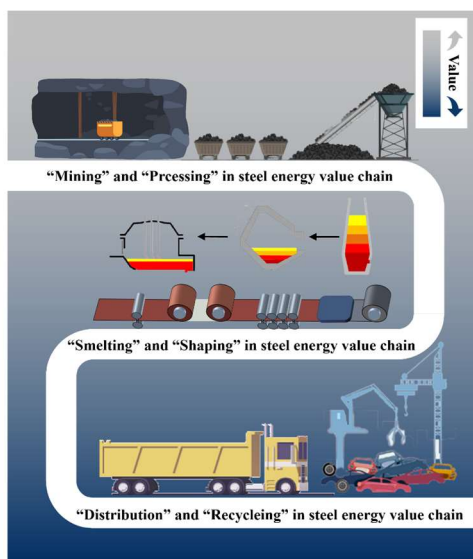 Value
“Mining” and “Prcessing” in steel energy value chain
“Smelting” and “Shaping” in steel energy value chain
“Distribution” and “Recycleing” in steel energy value chain